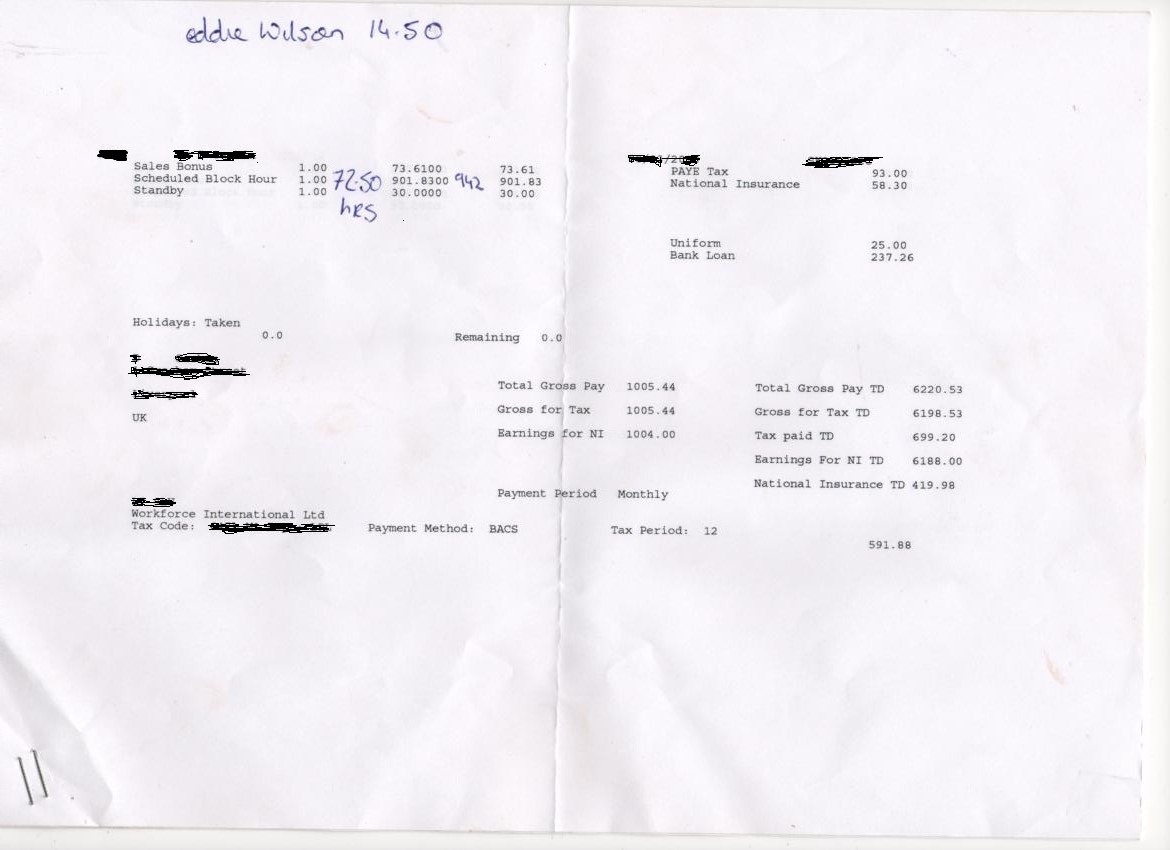 eddie Wilson 14.50
Sales Bonus 1.00 73.6100 73.61
Scheduled Block Hour 1.00 72.50 901.8300 942 901.83
Standby 1.00 hRS 30.0000 30.00
PAYE Tax 93.00
National Insurance 58.30
Uniform 25.00
Bank Loan 237.26
Holidays: Taken
0.0 Remaining 0.0
UK
Total Gross Pay 1005.44 Total Gross Pay TD 6220.53
Gross for Tax 1005.44 Gross for Tax TD 6198.53
Earnings for NI 1004.00 Tax paid TD 699.20
Earnings For NI TD 6188.00
National Insurance TD 419.98
Payment Period Monthly
Workforce International Ltd
Tax Code: Payment Method: BACS Tax Period: 12
591.88